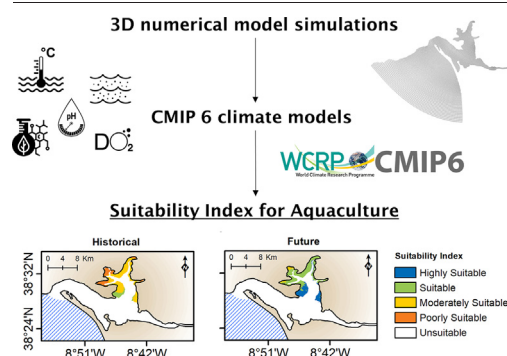 3D numerical model simulations
°C
pH
DO₂
CMIP 6 climate models
WCRP CMIP6
World Climate Research Programme
Suitability Index for Aquaculture
Historical
Future
0 4 8 Km
0 4 8 Km
38°32'N
38°24'N
8°51'W 8°42'W
8°51'W 8°42'W
Suitability Index
Highly Suitable
Suitable
Moderately Suitable
Poorly Suitable
Unsuitable